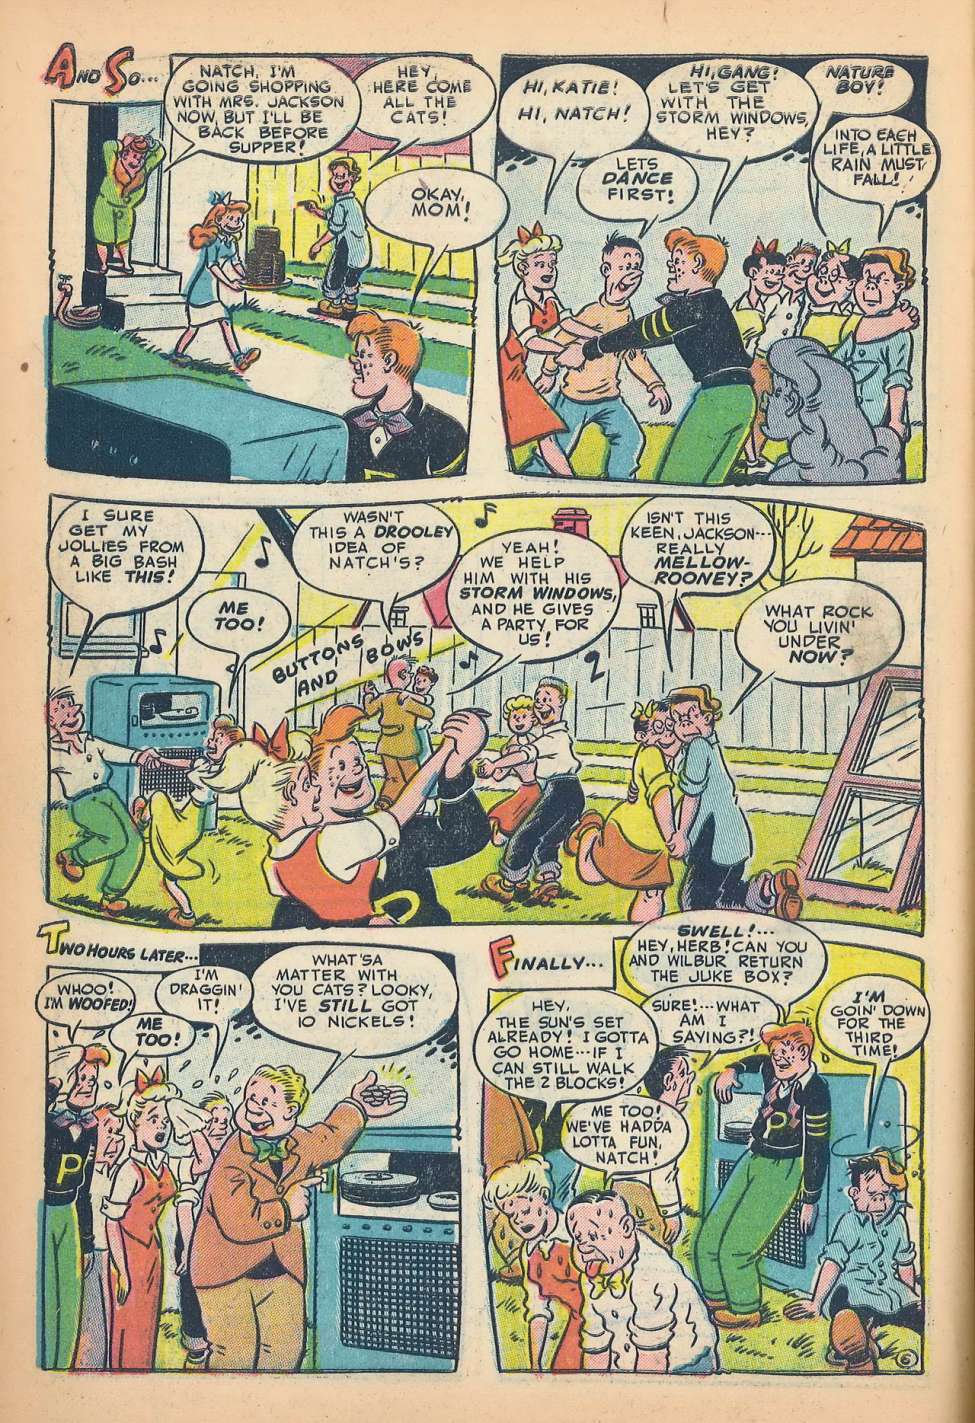 AND SO...
NATCH, I'M
GOING SHOPPING
WITH MRS. JACKSON
NOW, BUT I'LL BE
BACK BEFORE
SUPPER!
HEY,
HERE COME
ALL THE
CATS!
OKAY,
MOM!
HI, KATIE!
HI, NATCH!
LETS
DANCE
FIRST!
HI, GANG!
LET'S GET
WITH THE
STORM WINDOWS,
HEY?
NATURE
BOY!
INTO EACH
LIFE, A LITTLE
RAIN MUST
FALL!
I SURE
GET MY
JOLLIES FROM
A BIG BASH
LIKE THIS!
ME
TOO!
WASN'T
THIS A DROOLEY
IDEA OF
NATCH'S?
BUTTONS
AND BOWS
YEAH!
WE HELP
HIM WITH HIS
STORM WINDOWS,
AND HE GIVES
A PARTY FOR
US!
ISN'T THIS
KEEN, JACKSON---
REALLY
MELLOW-
ROONEY?
WHAT ROCK
YOU LIVIN'
UNDER
NOW?
TWO HOURS LATER...
WHOO!
I'M WOOFED!
ME
TOO!
I'M
DRAGGIN'
IT!
WHAT'SA
MATTER WITH
YOU CATS? LOOKY,
I'VE STILL GOT
10 NICKELS!
P
FINALLY...
HEY,
THE SUN'S SET
ALREADY! I GOTTA
GO HOME---IF I
CAN STILL WALK
THE 2 BLOCKS!
ME TOO!
WE'VE HADDA
LOTTA FUN,
NATCH!
SWELL!...
HEY, HERB! CAN YOU
AND WILBUR RETURN
THE JUKE BOX?
SURE!...WHAT
AM I
SAYING?!
I'M
GOIN' DOWN
FOR THE
THIRD
TIME!
P
6